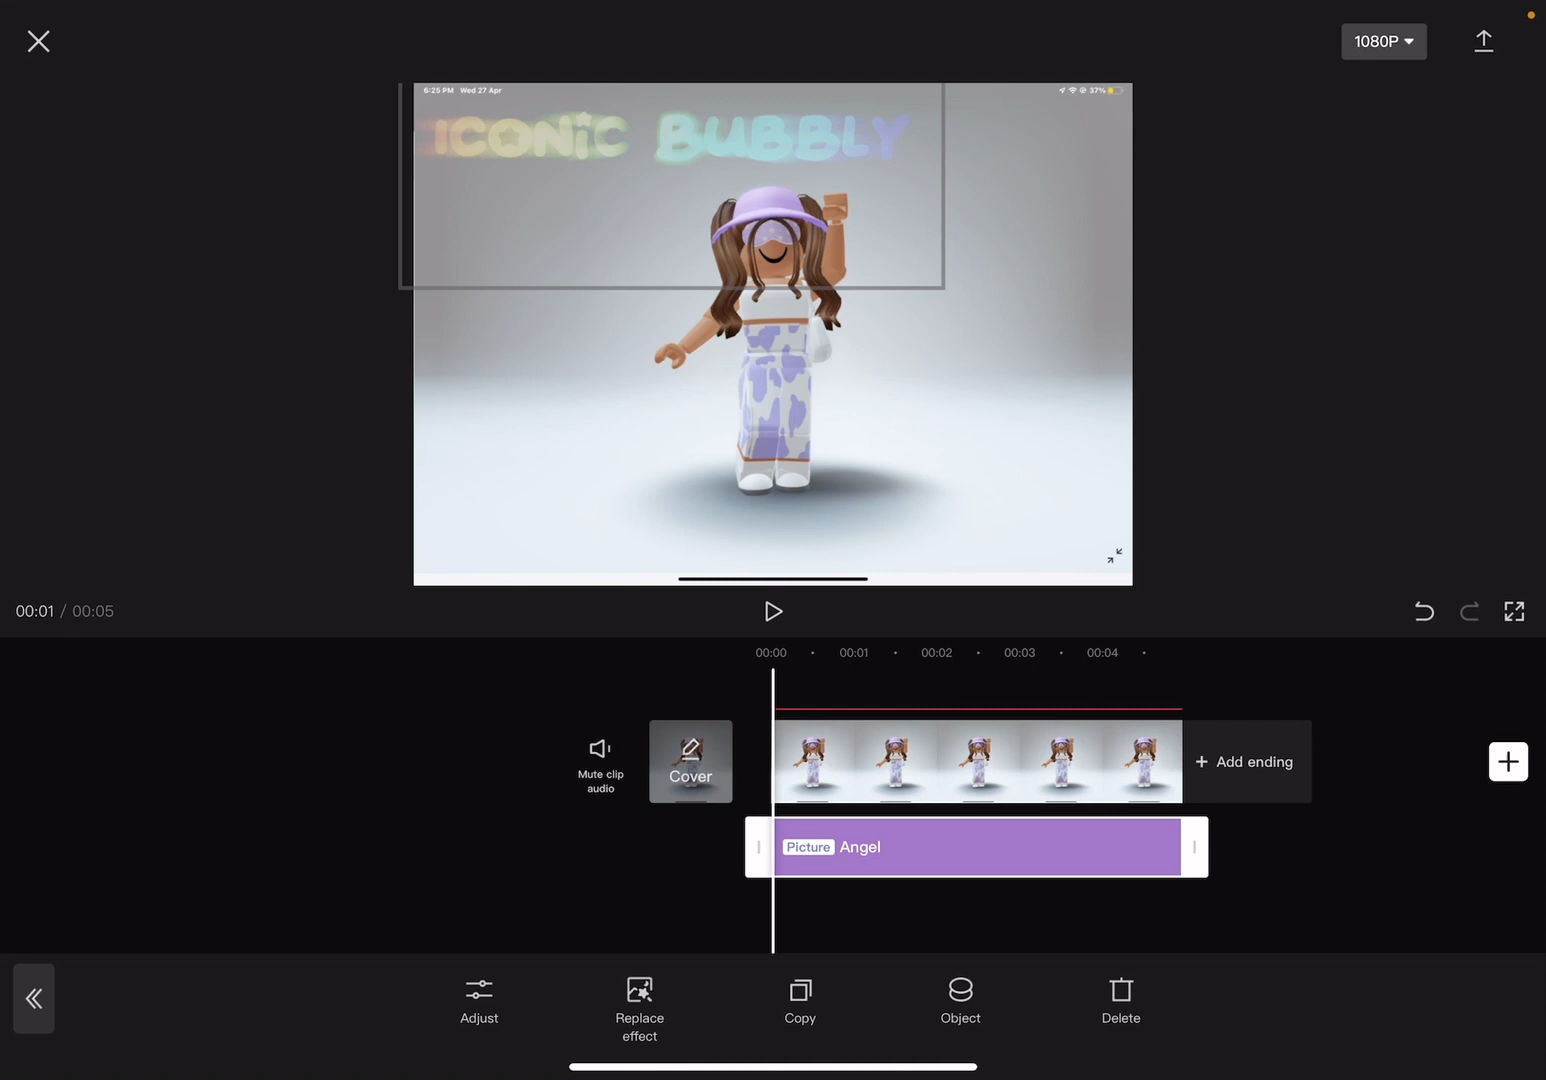 1080P
6:25 PM Wed 27 Apr
37%
ICONIC BUBBLY
00:01 / 00:05
00:00 00:01 00:02 00:03 00:04
Mute clip
audio
Cover
+ Add ending
Picture Angel
Adjust
Replace
effect
Copy
Object
Delete